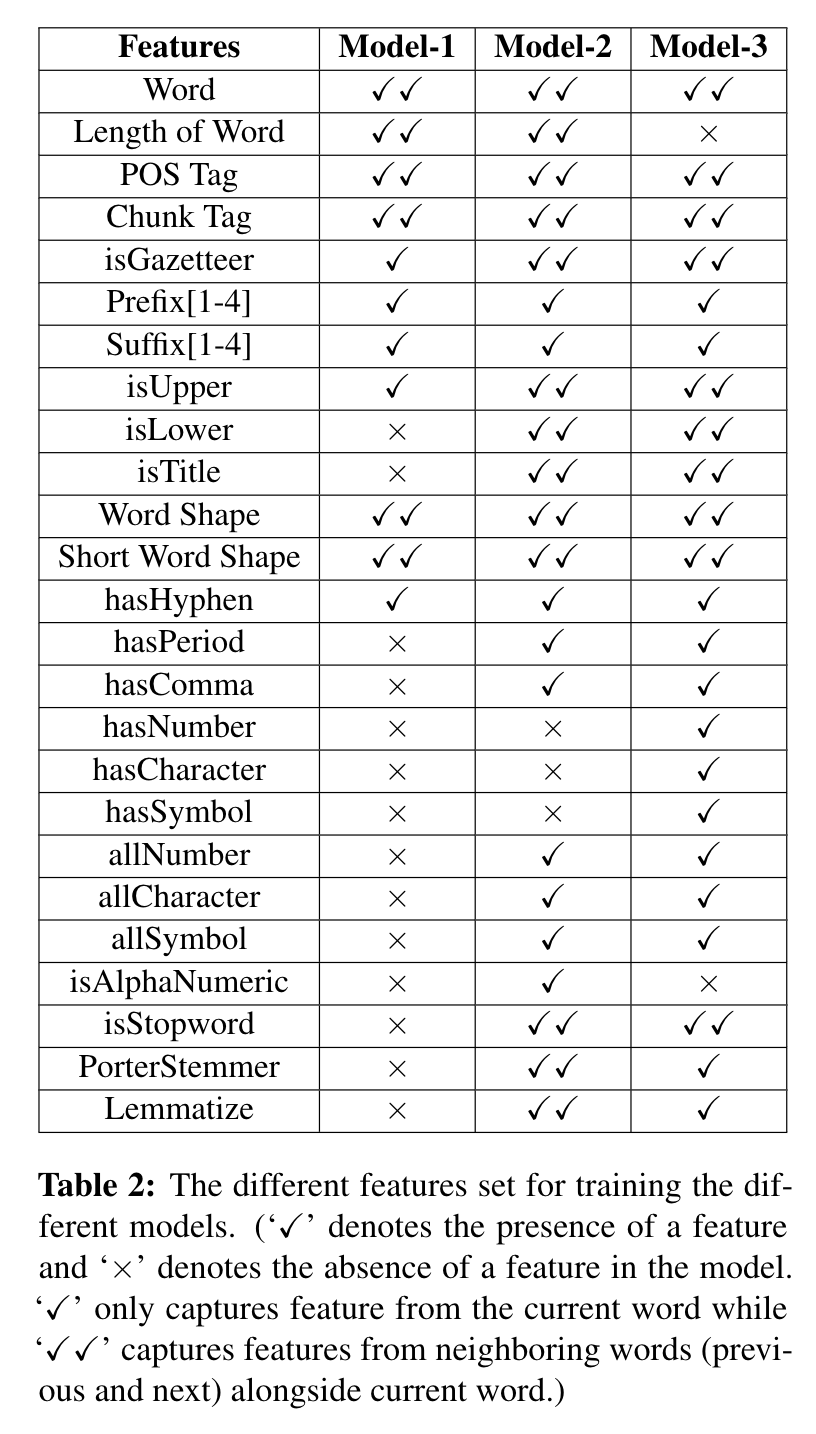 Features Model-1 Model-2 Model-3
Word ✓✓ ✓✓ ✓✓
Length of Word ✓✓ ✓✓ ×
POS Tag ✓✓ ✓✓ ✓✓
Chunk Tag ✓✓ ✓✓ ✓✓
isGazetteer ✓ ✓✓ ✓✓
Prefix[1-4] ✓ ✓ ✓
Suffix[1-4] ✓ ✓ ✓
isUpper ✓ ✓✓ ✓✓
isLower × ✓✓ ✓✓
isTitle × ✓✓ ✓✓
Word Shape ✓✓ ✓✓ ✓✓
Short Word Shape ✓✓ ✓✓ ✓✓
hasHyphen ✓ ✓ ✓
hasPeriod × ✓ ✓
hasComma × ✓ ✓
hasNumber × × ✓
hasCharacter × × ✓
hasSymbol × × ✓
allNumber × ✓ ✓
allCharacter × ✓ ✓
allSymbol × ✓ ✓
isAlphaNumeric × ✓ ×
isStopword × ✓✓ ✓✓
PorterStemmer × ✓✓ ✓
Lemmatize × ✓✓ ✓
Table 2: The different features set for training the dif-
ferent models. (‘✓’ denotes the presence of a feature
and ‘×’ denotes the absence of a feature in the model.
‘✓’ only captures feature from the current word while
‘✓✓’ captures features from neighboring words (previ-
ous and next) alongside current word.)